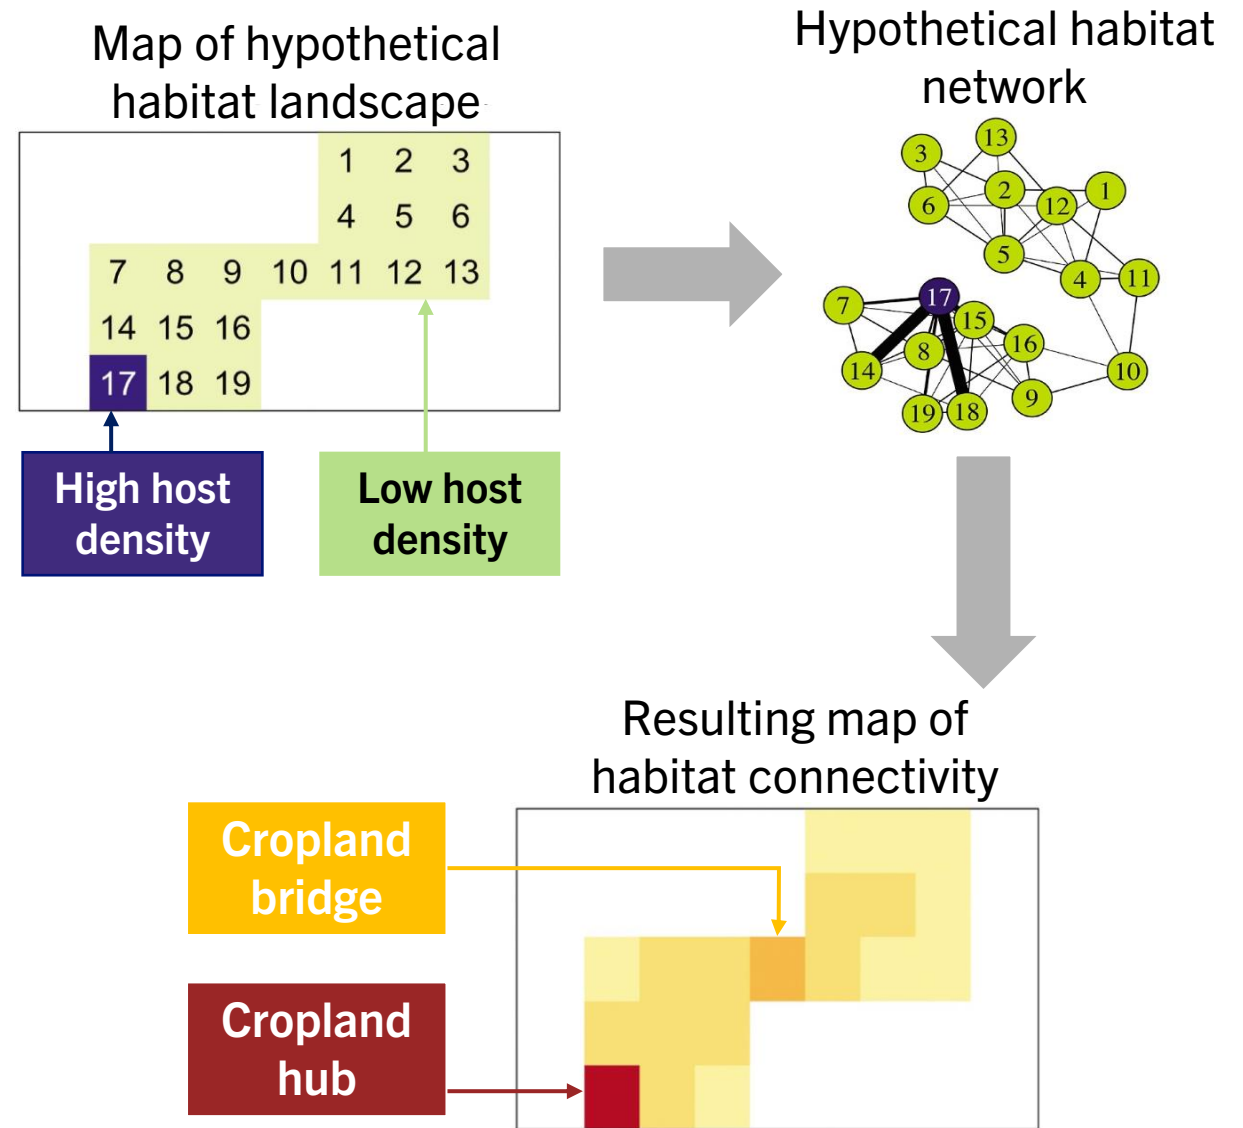 Map of hypothetical
habitat landscape
1 2 3
4 5 6
7 8 9 10 11 12 13
14 15 16
17 18 19
High host
density
Low host
density
Hypothetical habitat
network
13
3
2
1
6
12
5
4
11
17
7
15
16
8
14
10
9
19
18
Resulting map of
habitat connectivity
Cropland
bridge
Cropland
hub